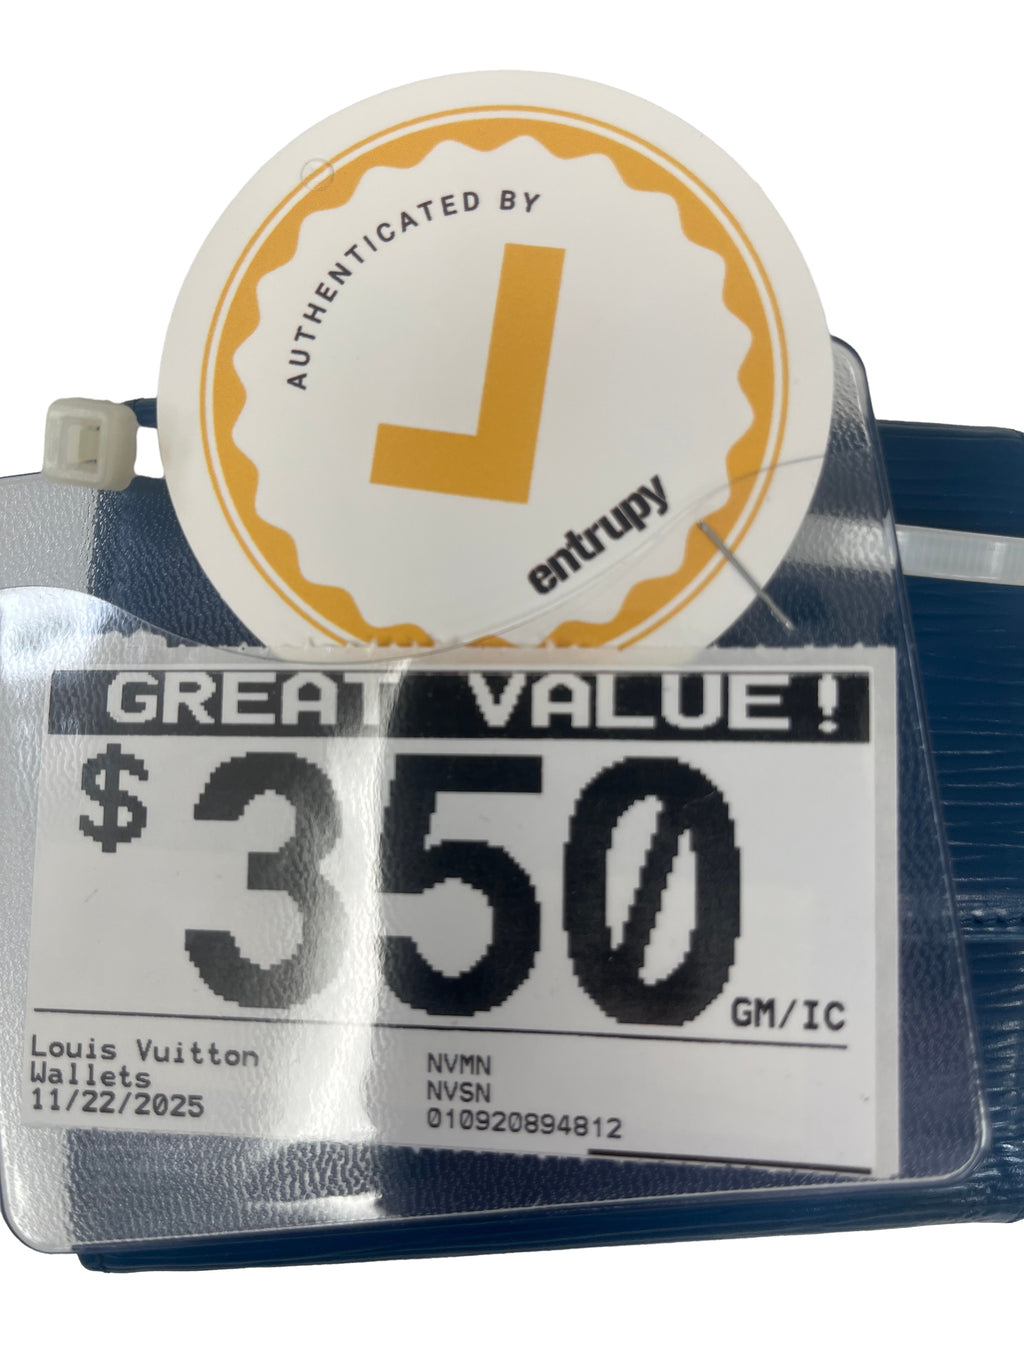 AUTHENTICATED BY
entrupy
GREAT VALUE!
$350
GM/IC
Louis Vuitton
Wallets
11/22/2025
NVMN
NVSN
010920894812